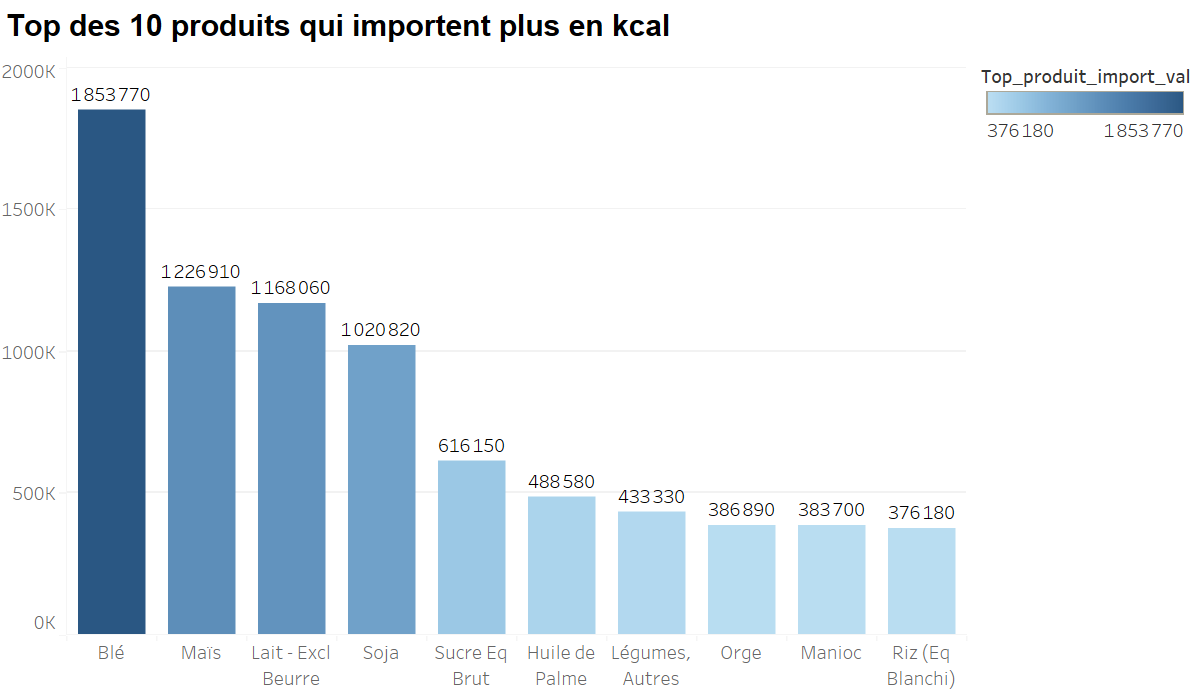 Top des 10 produits qui importent plus en kcal
Top_produit_import_val
376 180 1 853 770
2000K
1500K
1000K
500K
0K
1 853 770
1 226 910
1 168 060
1 020 820
616 150
488 580
433 330
386 890
383 700
376 180
Blé
Maïs
Lait - Excl
Beurre
Soja
Sucre Eq
Brut
Huile de
Palme
Légumes,
Autres
Orge
Manioc
Riz (Eq
Blanchi)